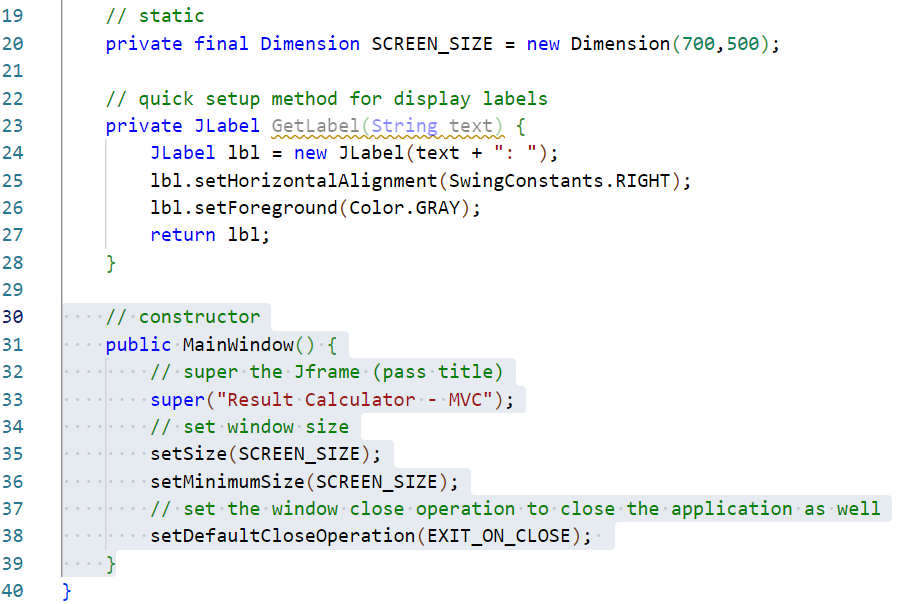 19 // static
20 private final Dimension SCREEN_SIZE = new Dimension(700,500);
21
22 // quick setup method for display labels
23 private JLabel GetLabel(String text) {
24 JLabel lbl = new JLabel(text + ": ");
25 lbl.setHorizontalAlignment(SwingConstants.RIGHT);
26 lbl.setForeground(Color.GRAY);
27 return lbl;
28 }
29
30 // constructor
31 public MainWindow() {
32 // super the Jframe (pass title)
33 super("Result Calculator - MVC");
34 // set window size
35 setSize(SCREEN_SIZE);
36 setMinimumSize(SCREEN_SIZE);
37 // set the window close operation to close the application as well
38 setDefaultCloseOperation(EXIT_ON_CLOSE);
39 }
40 }